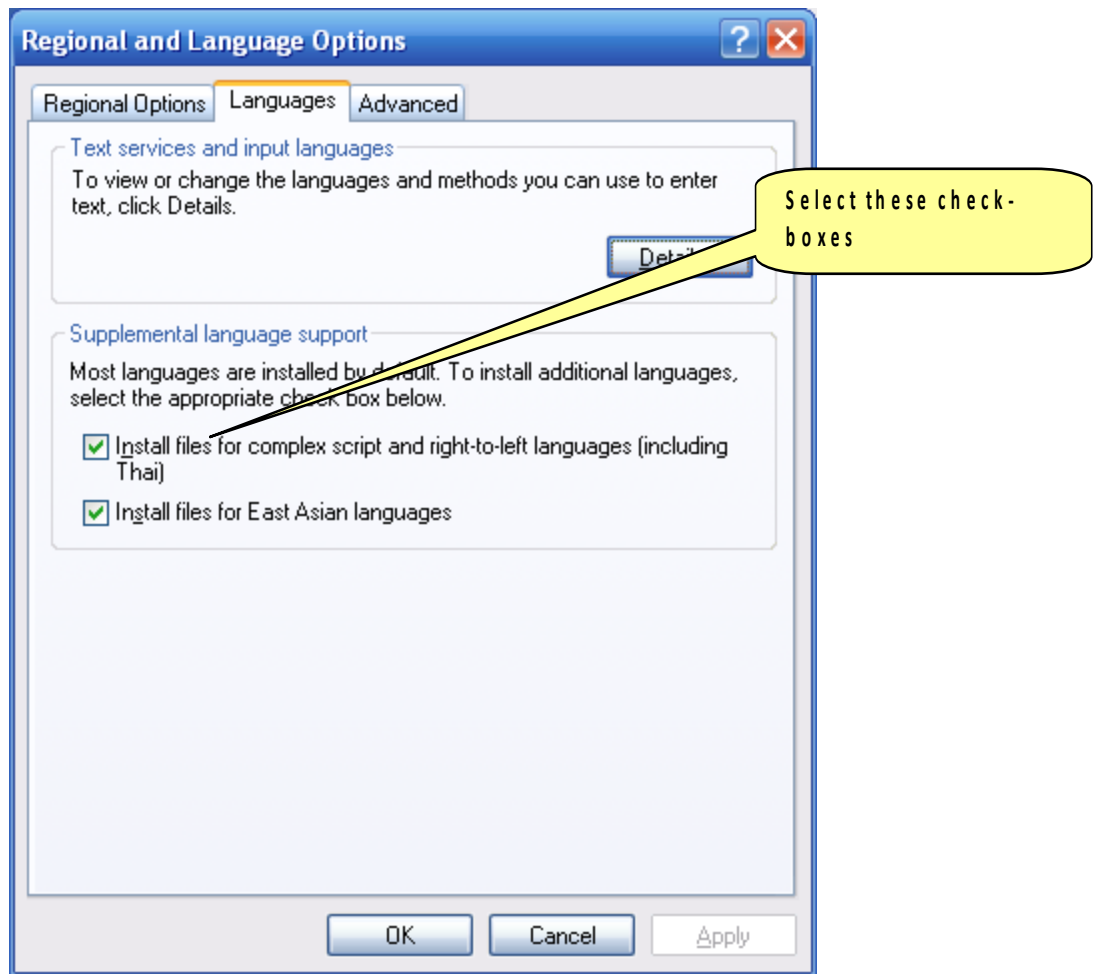 Regional and Language Options
Regional Options Languages Advanced
Text services and input languages
To view or change the languages and methods you can use to enter
text, click Details.
Select these check-
boxes
Supplemental language support
Most languages are installed by default. To install additional languages,
select the appropriate check box below.
Install files for complex script and right-to-left languages (including
Thai)
Install files for East Asian languages
OK Cancel Apply